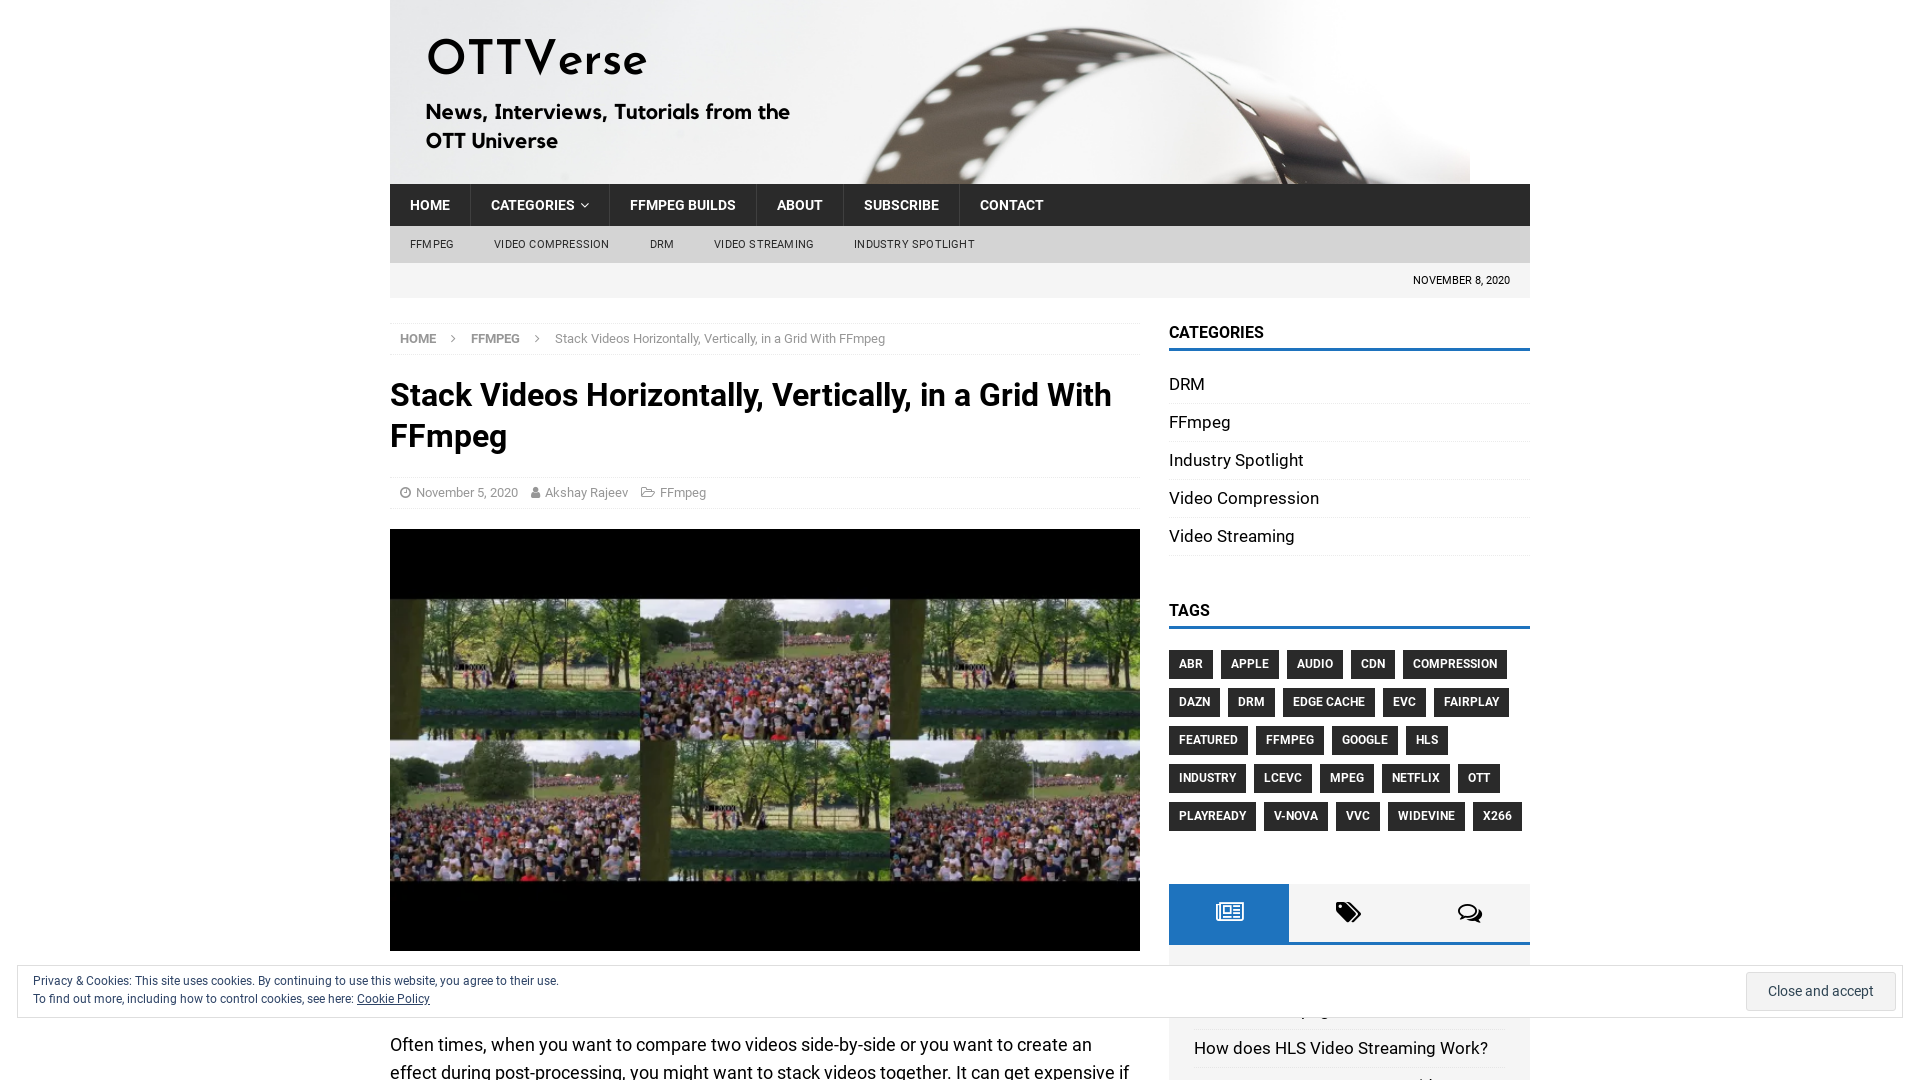 OTTVerse
News, Interviews, Tutorials from the
OTT Universe
HOME
CATEGORIES
FFMPEG BUILDS
ABOUT
SUBSCRIBE
CONTACT
FFMPEG
VIDEO COMPRESSION
DRM
VIDEO STREAMING
INDUSTRY SPOTLIGHT
NOVEMBER 8, 2020
HOME
FFMPEG
Stack Videos Horizontally, Vertically, in a Grid With FFmpeg
Stack Videos Horizontally, Vertically, in a Grid With
FFmpeg
November 5, 2020
Akshay Rajeev
FFmpeg
Often times, when you want to compare two videos side-by-side or you want to create an
effect during post-processing, you might want to stack videos together. It can get expensive if
CATEGORIES
DRM
FFmpeg
Industry Spotlight
Video Compression
Video Streaming
TAGS
ABR APPLE AUDIO CDN COMPRESSION
DAZN DRM EDGE CACHE EVC FAIRPLAY
FEATURED FFMPEG GOOGLE HLS
INDUSTRY LCEVC MPEG NETFLIX OTT
PLAYREADY V-NOVA VVC WIDEVINE X266
How does HLS Video Streaming Work?
Privacy & Cookies: This site uses cookies. By continuing to use this website, you agree to their use.
To find out more, including how to control cookies, see here: Cookie Policy
Close and accept